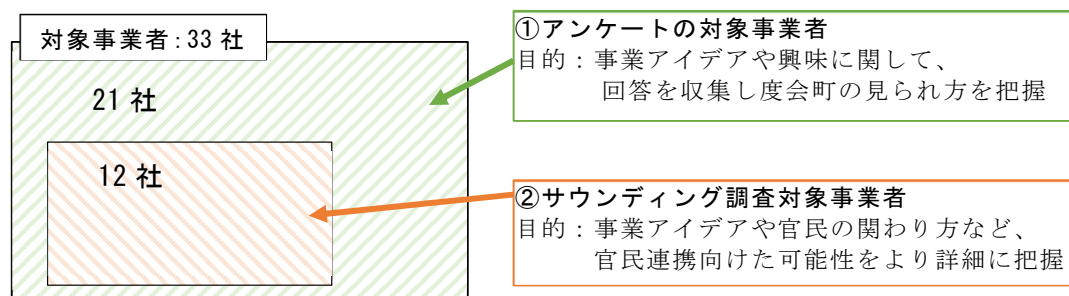 対象事業者:33 社
21 社
12 社
①アンケートの対象事業者
目的:事業アイデアや興味に関して、
回答を収集し度会町の見られ方を把握
②サウンディング調査対象事業者
目的:事業アイデアや官民の関わり方など、
官民連携向けた可能性をより詳細に把握